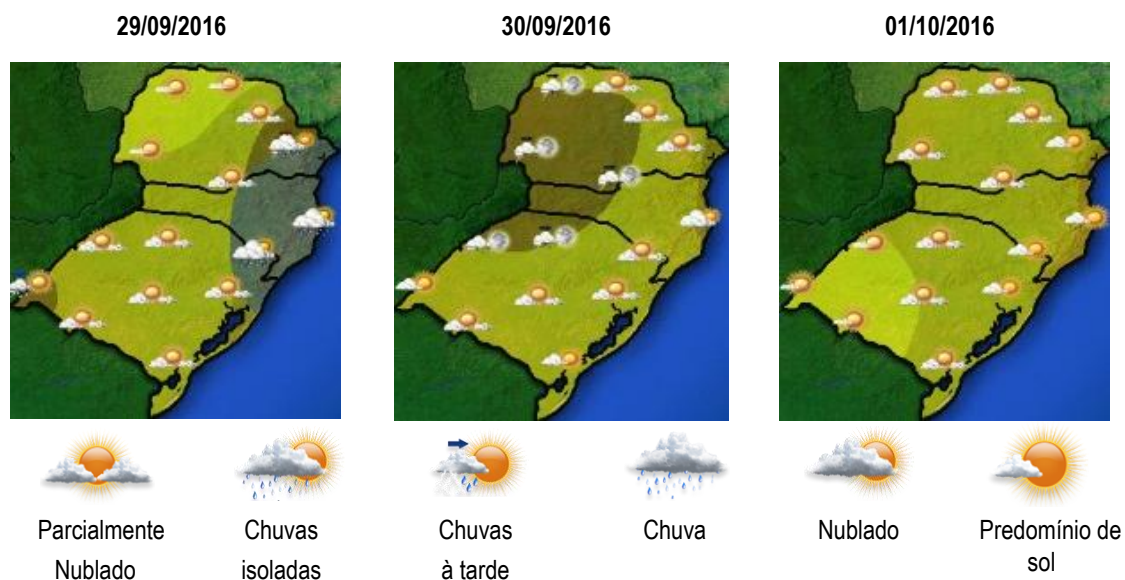 29/09/2016
30/09/2016
01/10/2016
Parcialmente
Nublado
Chuvas
isoladas
Chuvas
à tarde
Chuva
Nublado
Predomínio de
sol